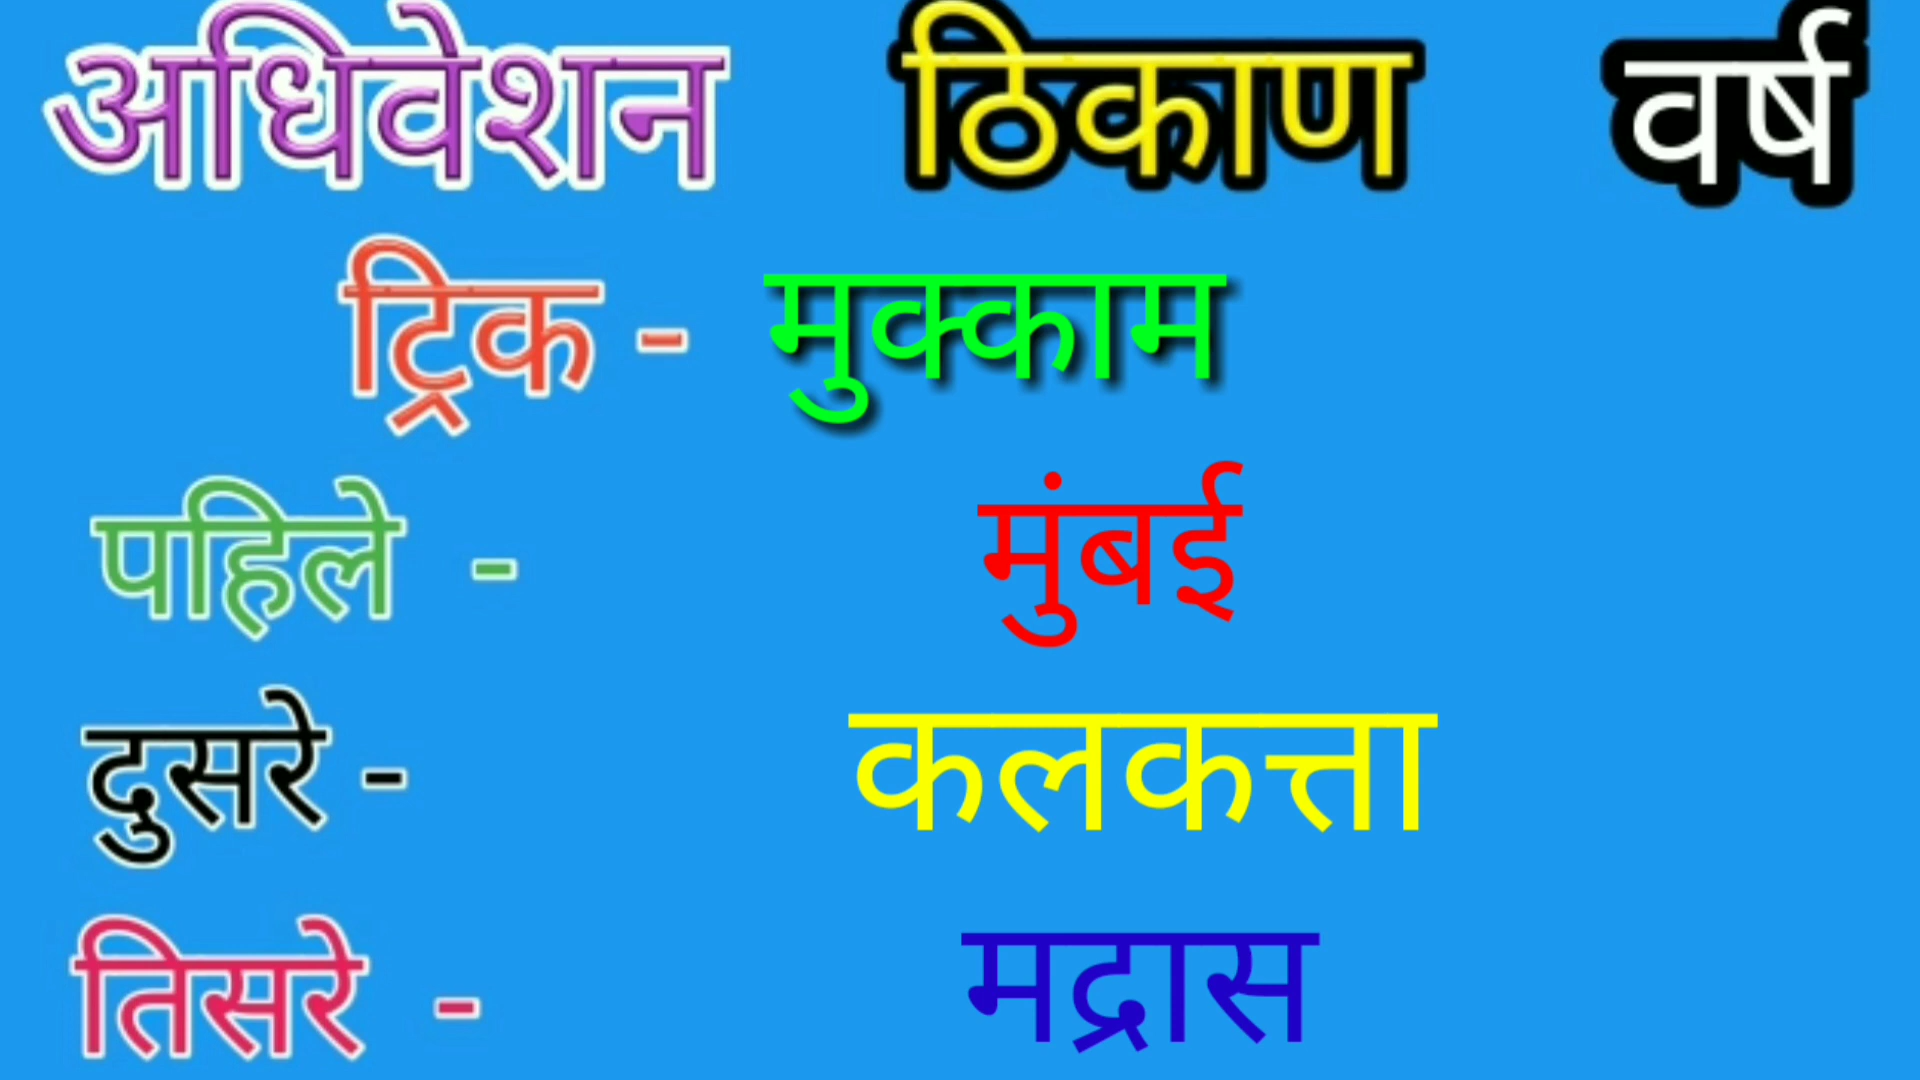 अधिवेशन ठिकाण वर्ष
ट्रिक - मुक्काम
पहिले - मुंबई
दुसरे - कलकत्ता
तिसरे - मद्रास